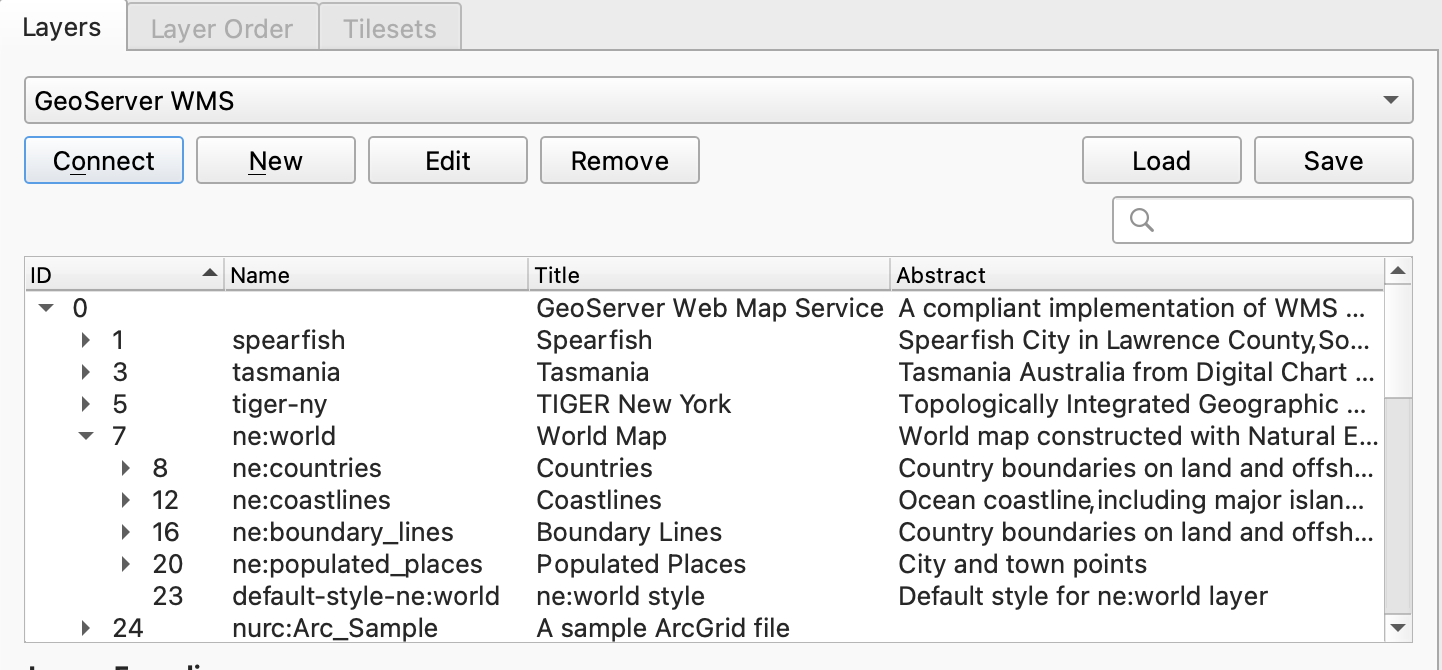 Layers Layer Order Tilesets
GeoServer WMS
Connect New Edit Remove Load Save
ID Name Title Abstract
0 GeoServer Web Map Service A compliant implementation of WMS ...
1 spearfish Spearfish Spearfish City in Lawrence County,So...
3 tasmania Tasmania Tasmania Australia from Digital Chart ...
5 tiger-ny TIGER New York Topologically Integrated Geographic ...
7 ne:world World Map World map constructed with Natural E...
8 ne:countries Countries Country boundaries on land and offsh...
12 ne:coastlines Coastlines Ocean coastline,including major islan...
16 ne:boundary_lines Boundary Lines Country boundaries on land and offsh...
20 ne:populated_places Populated Places City and town points
23 default-style-ne:world ne:world style Default style for ne:world layer
24 nurc:Arc_Sample A sample ArcGrid file